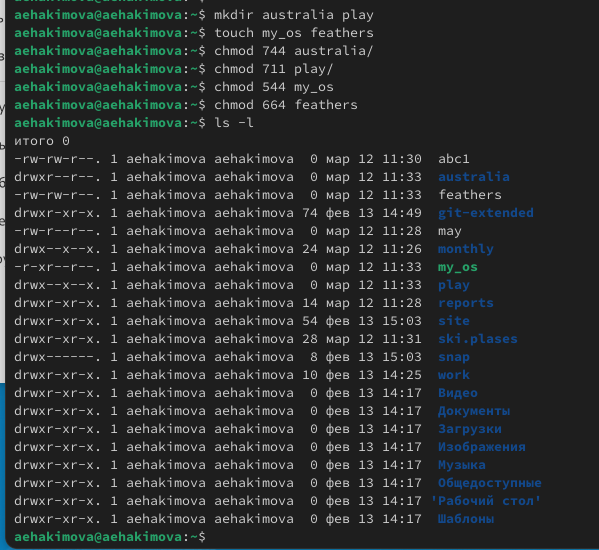 aehakimova@aehakimova:~$ mkdir australia play
aehakimova@aehakimova:~$ touch my_os feathers
aehakimova@aehakimova:~$ chmod 744 australia/
aehakimova@aehakimova:~$ chmod 711 play/
aehakimova@aehakimova:~$ chmod 544 my_os
aehakimova@aehakimova:~$ chmod 664 feathers
aehakimova@aehakimova:~$ ls -l
итого 0
-rw-rw-r--. 1 aehakimova aehakimova  0 мар 12 11:30  abc1
drwxr--r--. 1 aehakimova aehakimova  0 мар 12 11:33  australia
-rw-rw-r--. 1 aehakimova aehakimova  0 мар 12 11:33  feathers
drwxr-xr-x. 1 aehakimova aehakimova 74 фев 13 14:49  git-extended
-rw-r--r--. 1 aehakimova aehakimova  0 мар 12 11:28  may
drwx--x--x. 1 aehakimova aehakimova 24 мар 12 11:26  monthly
-r-xr--r--. 1 aehakimova aehakimova  0 мар 12 11:33  my_os
drwx--x--x. 1 aehakimova aehakimova  0 мар 12 11:33  play
drwxr-xr-x. 1 aehakimova aehakimova 14 мар 12 11:28  reports
drwxr-xr-x. 1 aehakimova aehakimova 54 фев 13 15:03  site
drwxr-xr-x. 1 aehakimova aehakimova 28 мар 12 11:31  ski.plases
drwx------. 1 aehakimova aehakimova  8 фев 13 15:03  snap
drwxr-xr-x. 1 aehakimova aehakimova 10 фев 13 14:25  work
drwxr-xr-x. 1 aehakimova aehakimova  0 фев 13 14:17  Видео
drwxr-xr-x. 1 aehakimova aehakimova  0 фев 13 14:17  Документы
drwxr-xr-x. 1 aehakimova aehakimova  0 фев 13 14:17  Загрузки
drwxr-xr-x. 1 aehakimova aehakimova  0 фев 13 14:17  Изображения
drwxr-xr-x. 1 aehakimova aehakimova  0 фев 13 14:17  Музыка
drwxr-xr-x. 1 aehakimova aehakimova  0 фев 13 14:17  Общедоступные
drwxr-xr-x. 1 aehakimova aehakimova  0 фев 13 14:17 'Рабочий стол'
drwxr-xr-x. 1 aehakimova aehakimova  0 фев 13 14:17  Шаблоны
aehakimova@aehakimova:~$